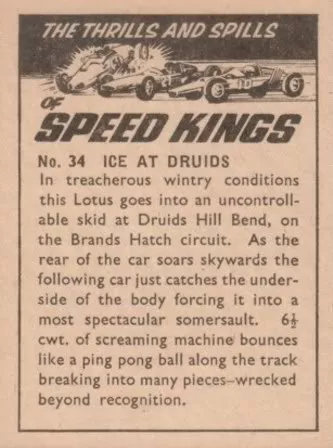 THE THRILLS AND SPILLS
OF
SPEED KINGS
No. 34 ICE AT DRUIDS
In treacherous wintry conditions
this Lotus goes into an uncontroll-
able skid at Druids Hill Bend, on
the Brands Hatch circuit. As the
rear of the car soars skywards the
following car just catches the under-
side of the body forcing it into a
most spectacular somersault. 6½
cwt. of screaming machine bounces
like a ping pong ball along the track
breaking into many pieces–wrecked
beyond recognition.